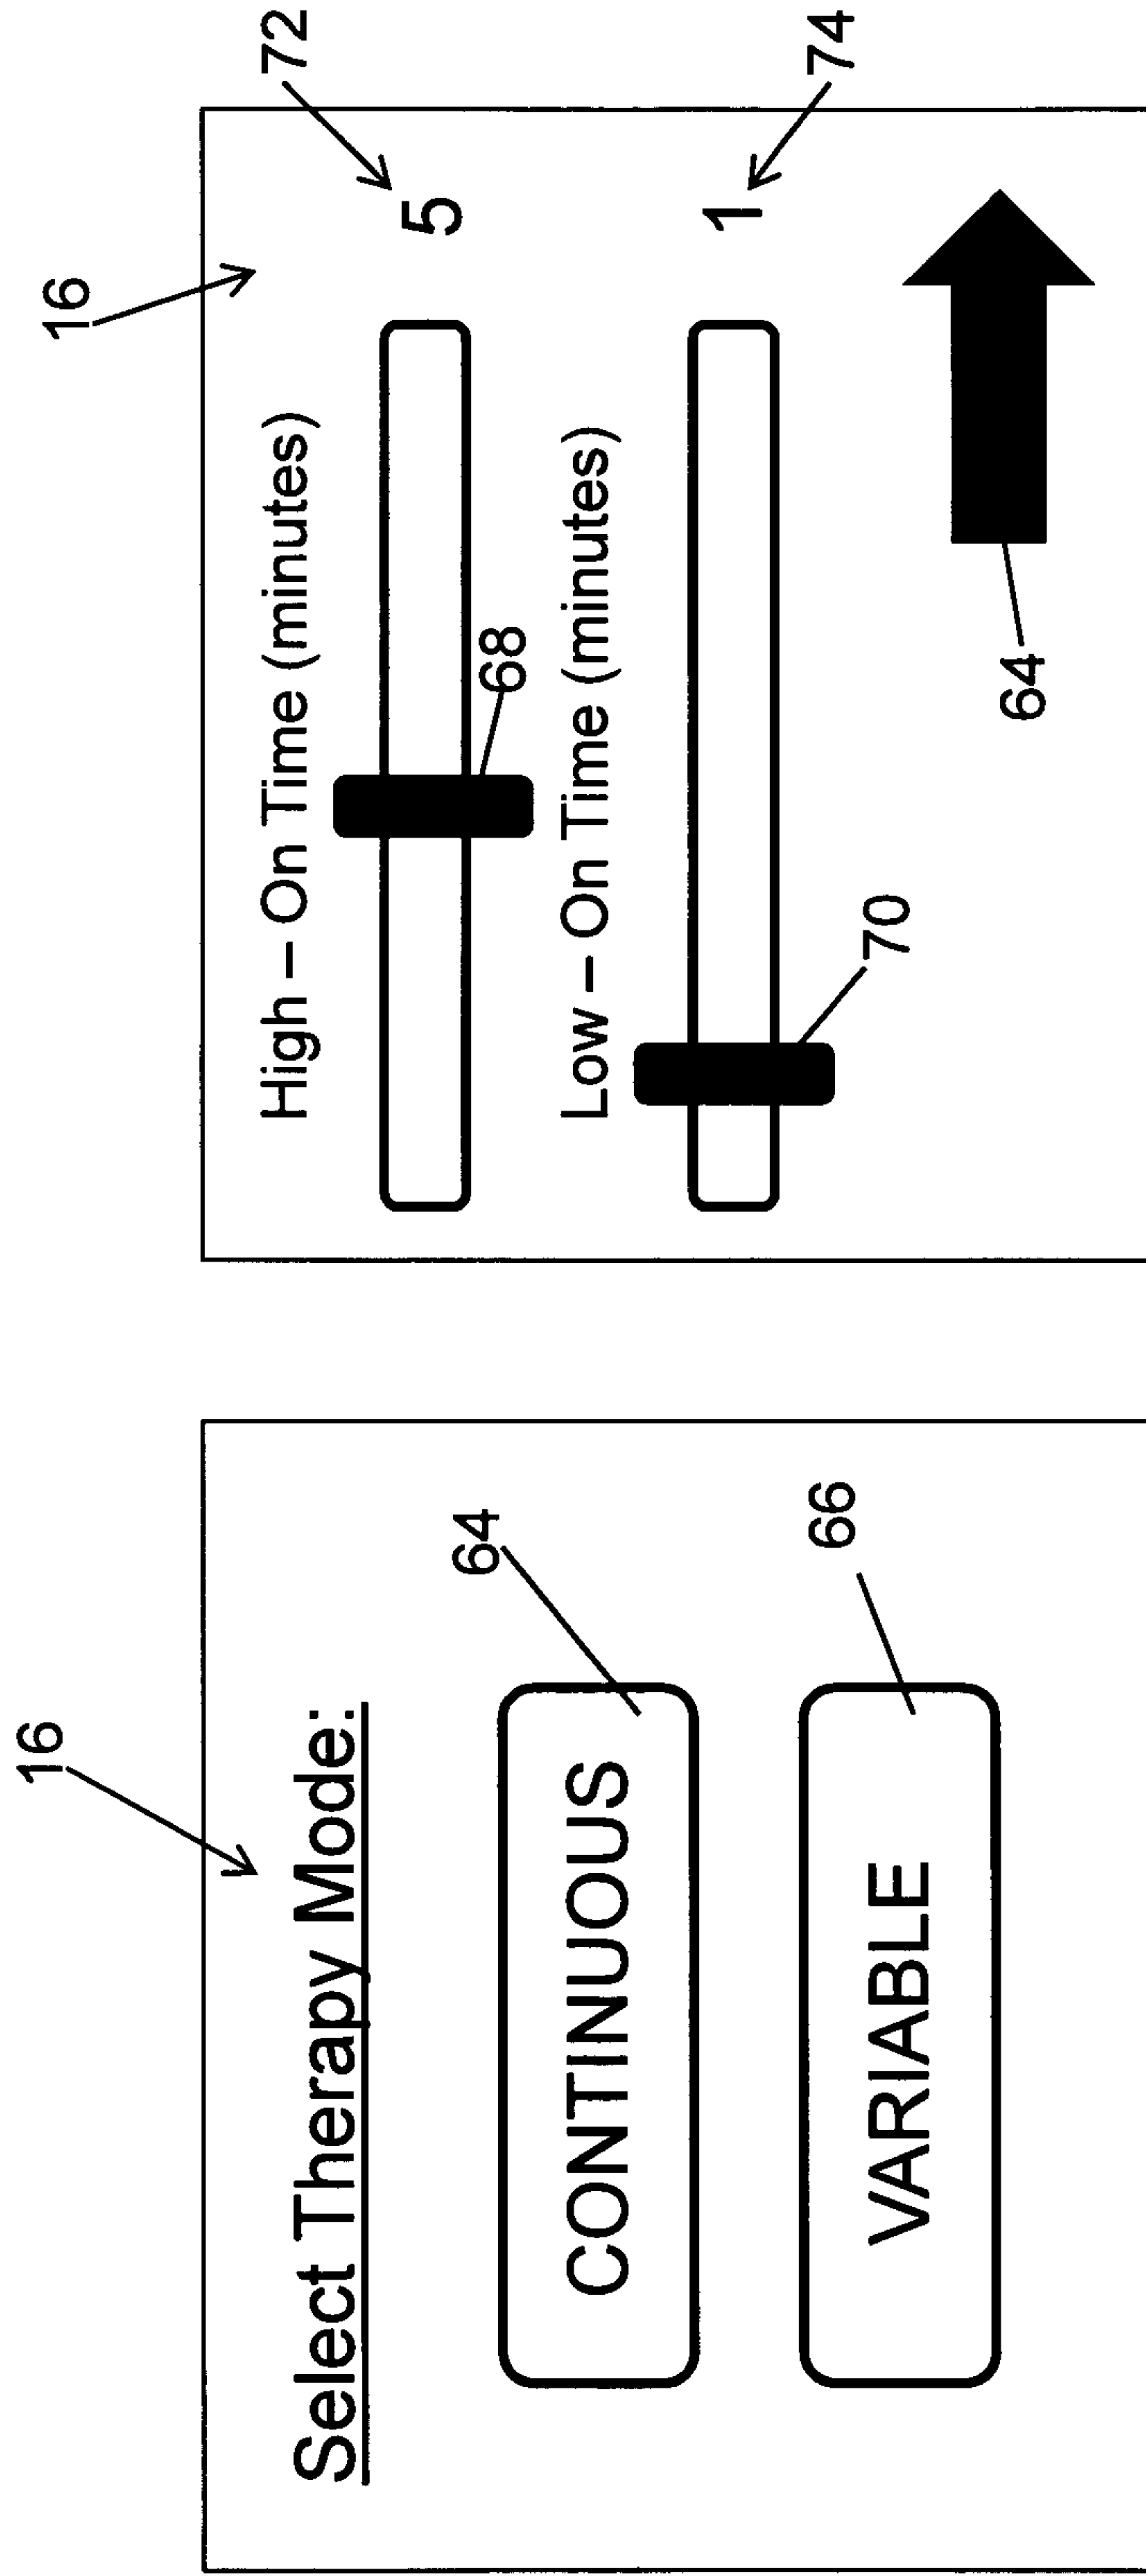 16
Select Therapy Mode:
64
CONTINUOUS
66
VARIABLE
16
72
High – On Time (minutes)
5
68
Low – On Time (minutes)
74
1
70
64